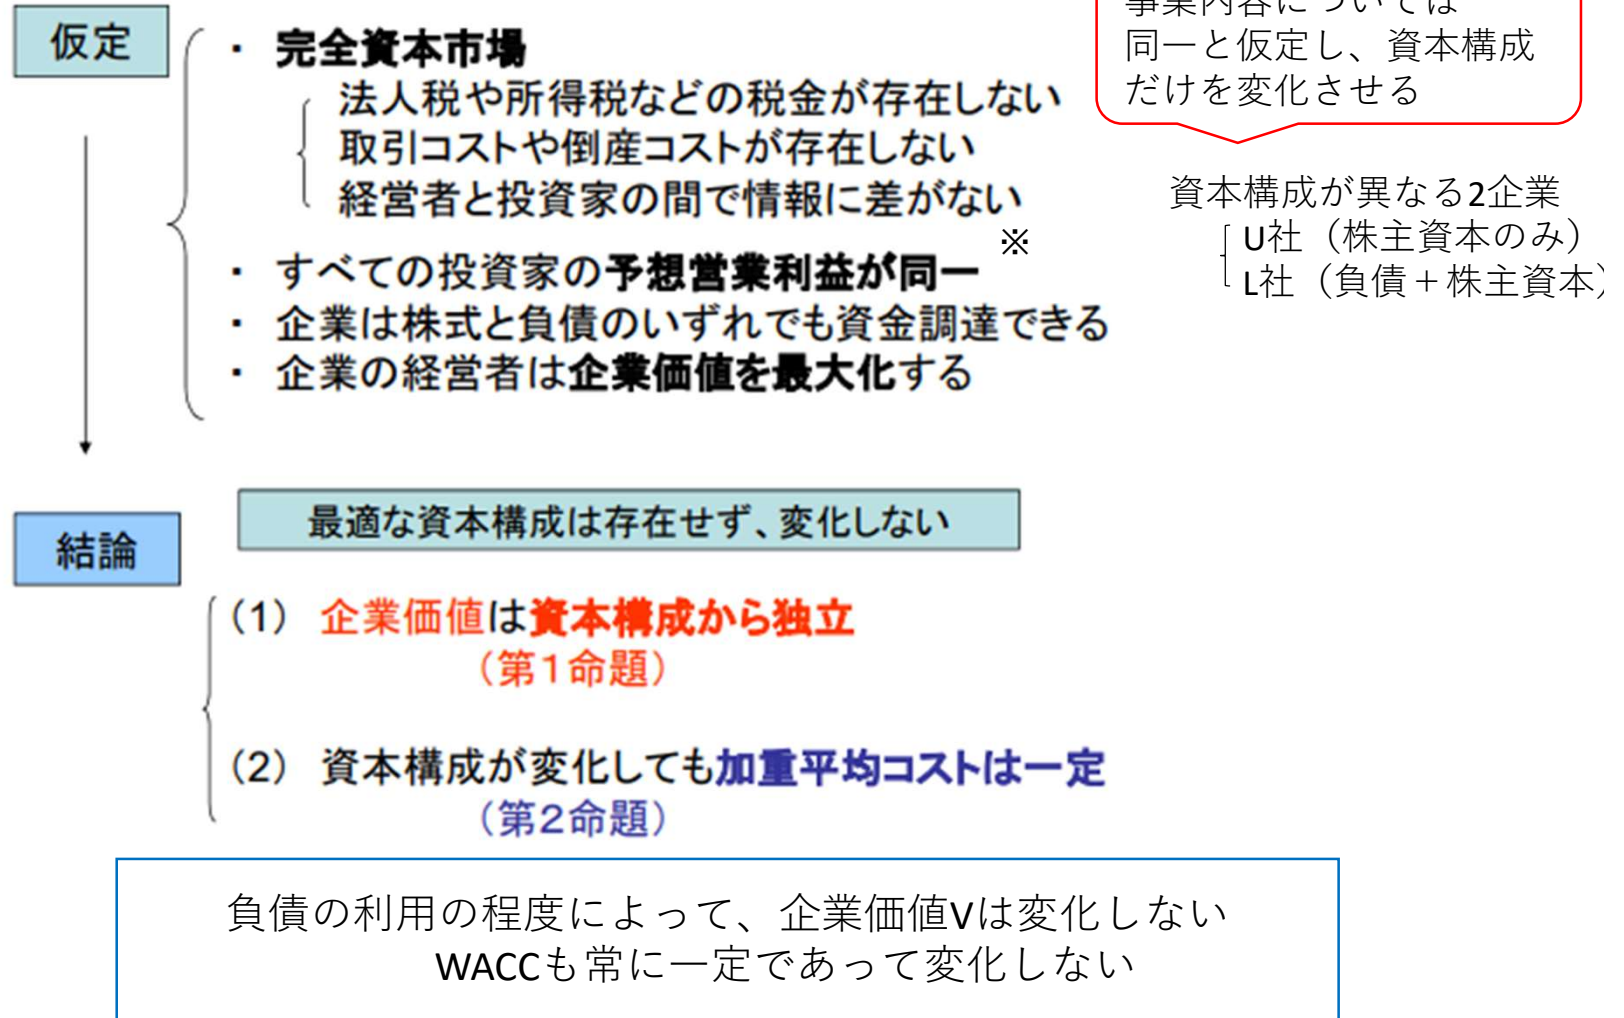 仮定
・ 完全資本市場
法人税や所得税などの税金が存在しない
取引コストや倒産コストが存在しない
経営者と投資家の間で情報に差がない
※
・ すべての投資家の予想営業利益が同一
・ 企業は株式と負債のいずれでも資金調達できる
・ 企業の経営者は企業価値を最大化する
事業内容については
同一と仮定し、資本構成
だけを変化させる
資本構成が異なる2企業
U社（株主資本のみ）
L社（負債＋株主資本）
結論
最適な資本構成は存在せず、変化しない
(1) 企業価値は資本構成から独立
（第1命題）
(2) 資本構成が変化しても加重平均コストは一定
（第2命題）
負債の利用の程度によって、企業価値Vは変化しない
WACCも常に一定であって変化しない